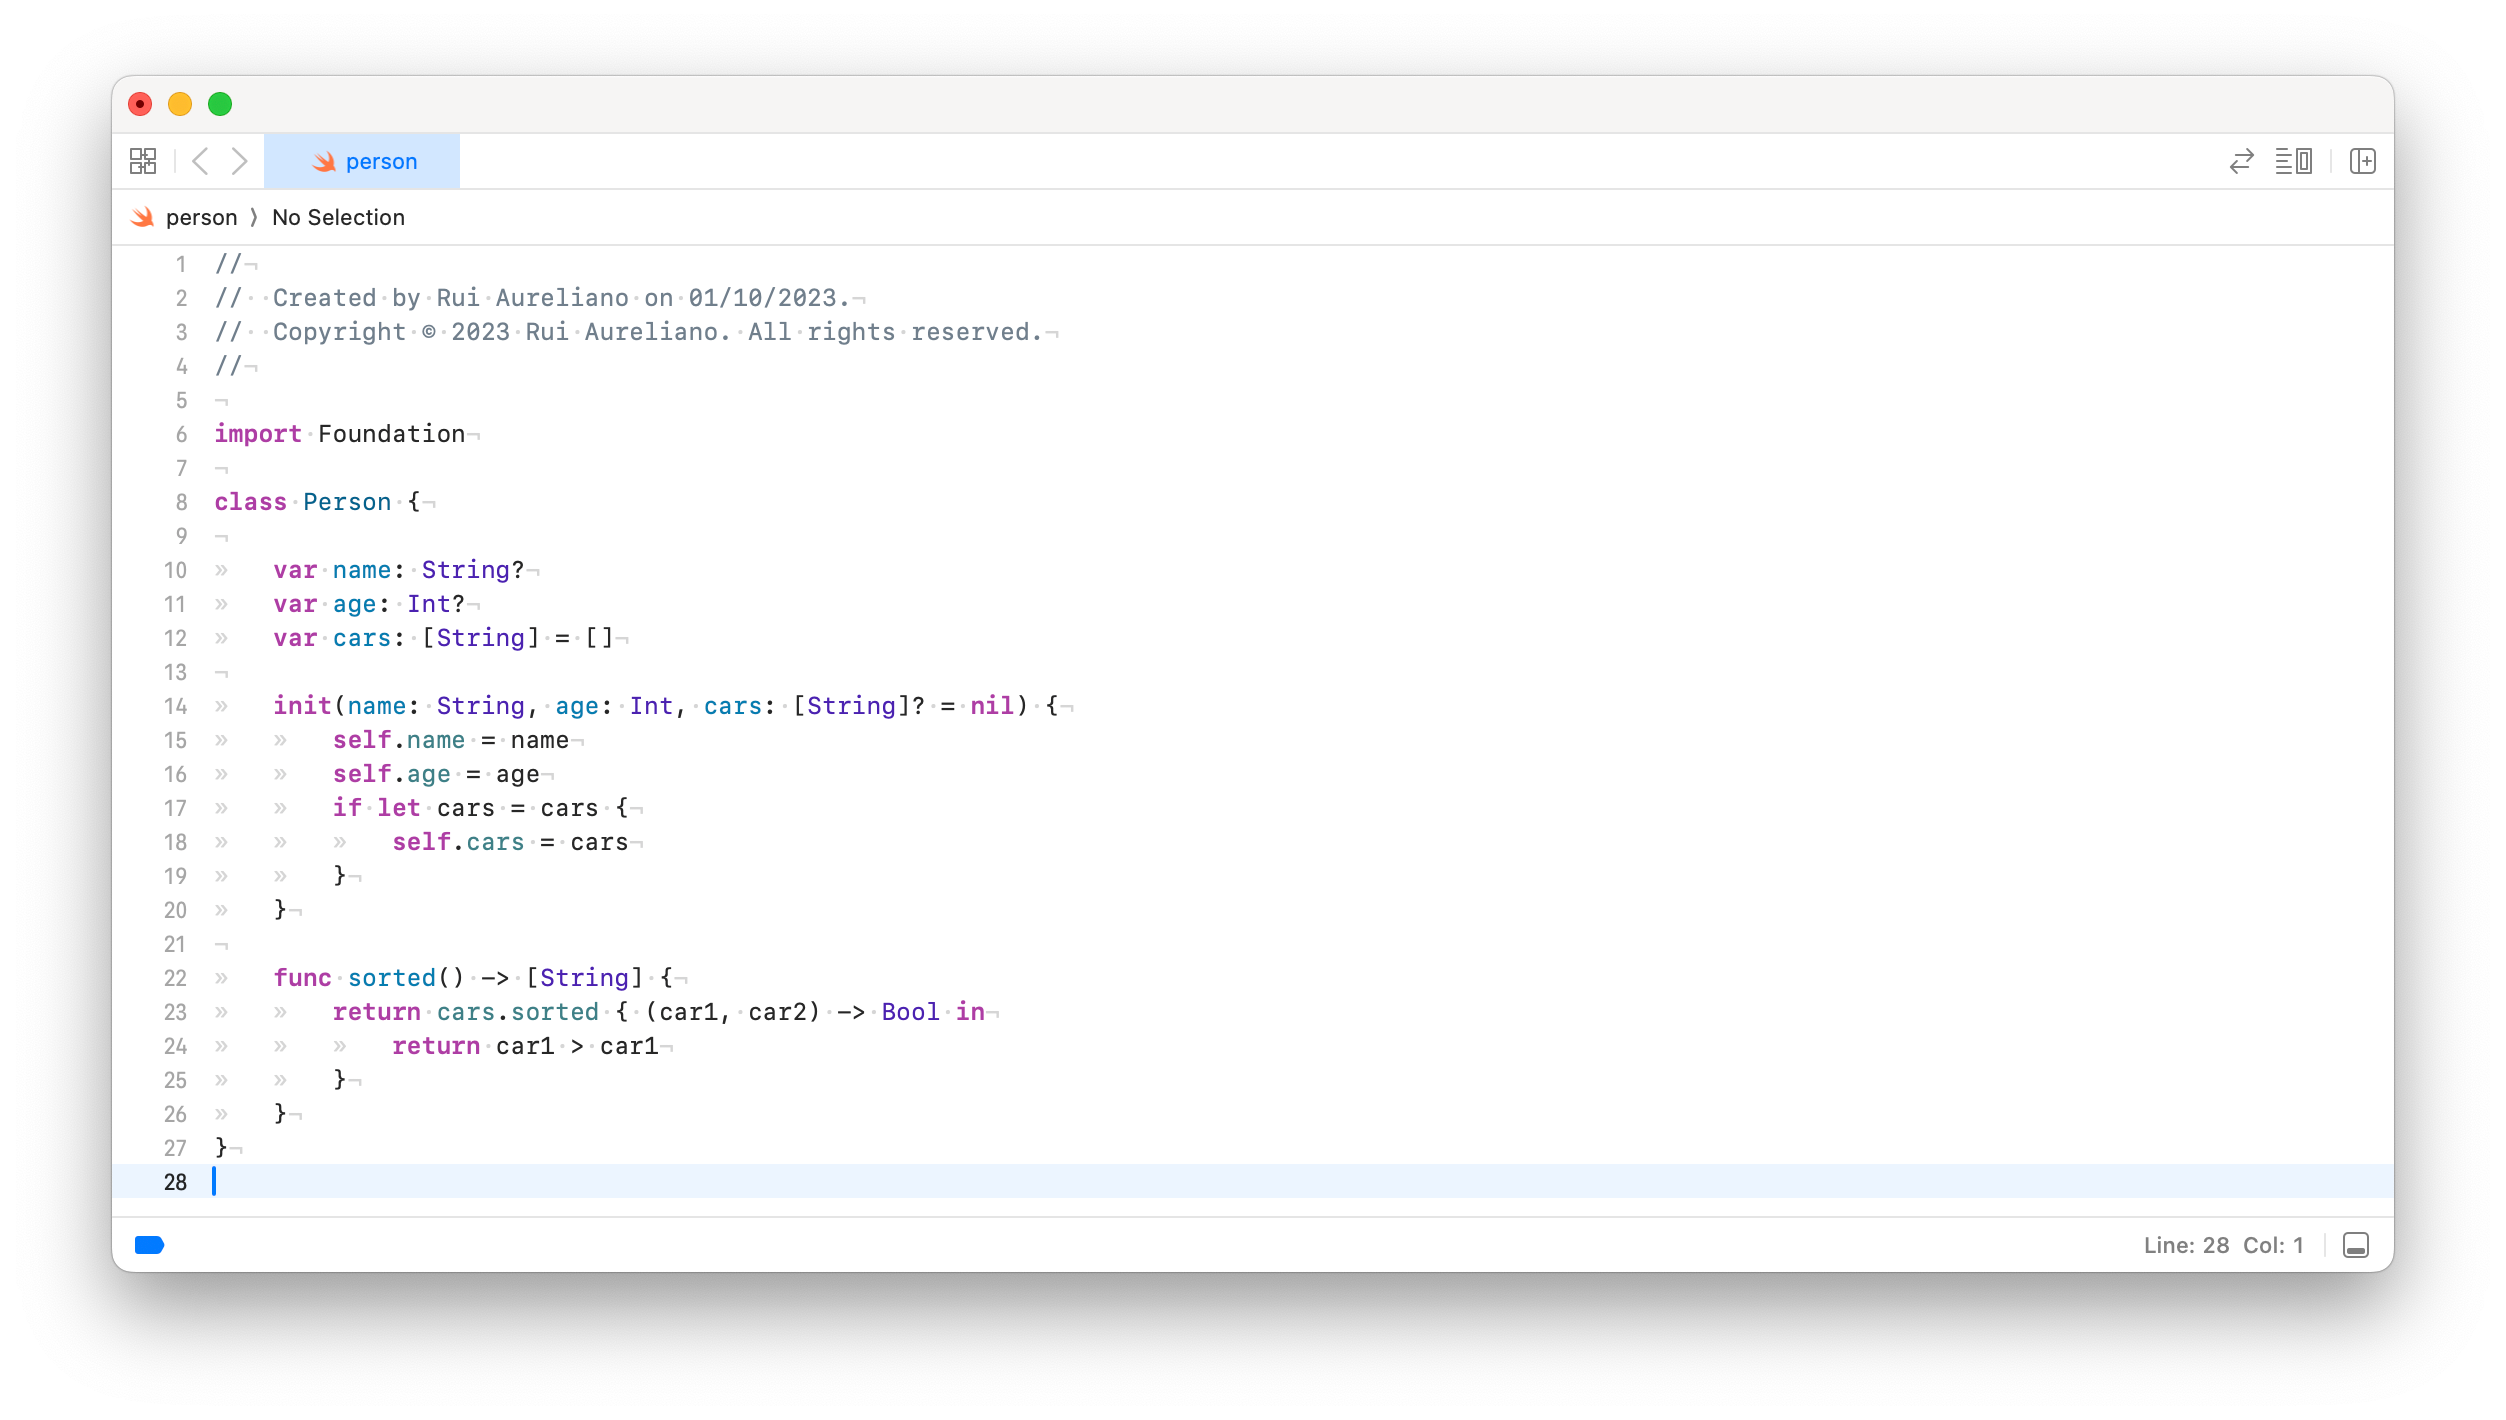 person
person ⟩ No Selection
1 //
2 //  Created by Rui Aureliano on 01/10/2023.
3 //  Copyright © 2023 Rui Aureliano. All rights reserved.
4 //
5
6 import Foundation
7
8 class Person {
9
10 	var name: String?
11 	var age: Int?
12 	var cars: [String] = []
13
14 	init(name: String, age: Int, cars: [String]? = nil) {
15 		self.name = name
16 		self.age = age
17 		if let cars = cars {
18 			self.cars = cars
19 		}
20 	}
21
22 	func sorted() -> [String] {
23 		return cars.sorted { (car1, car2) -> Bool in
24 			return car1 > car1
25 		}
26 	}
27 }
28
Line: 28 Col: 1